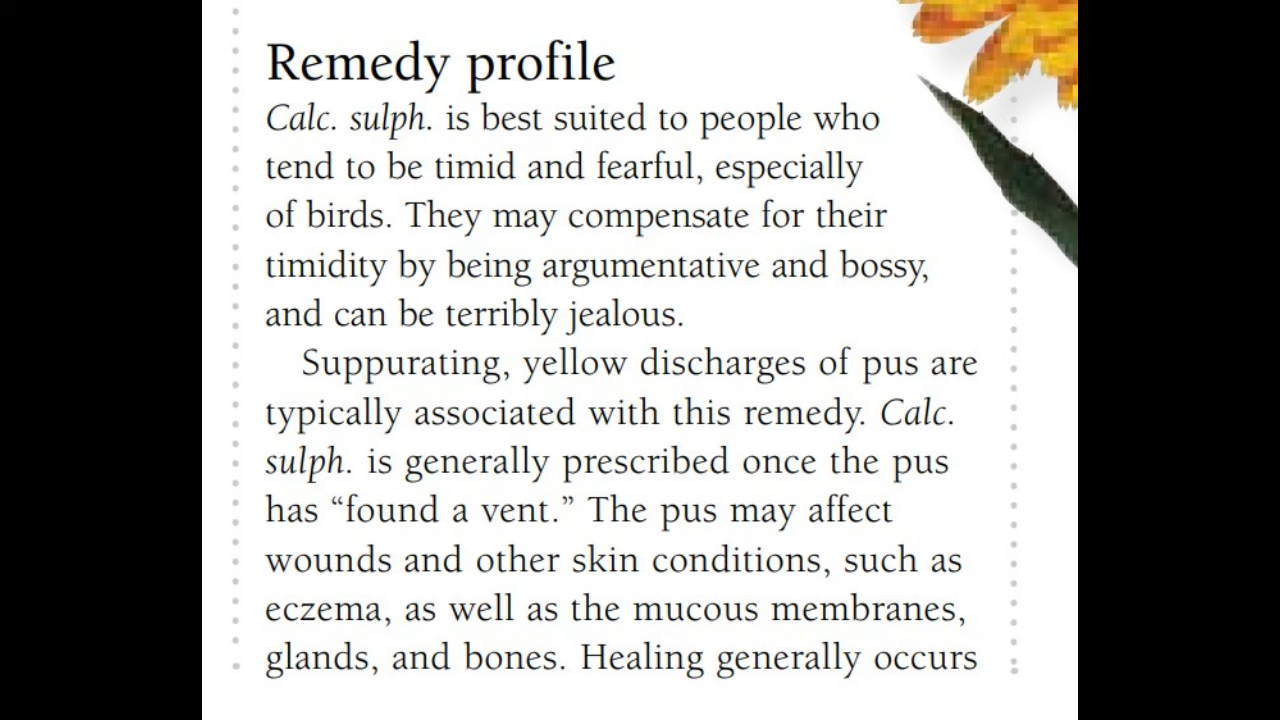 Remedy profile
Calc. sulph. is best suited to people who
tend to be timid and fearful, especially
of birds. They may compensate for their
timidity by being argumentative and bossy,
and can be terribly jealous.
Suppurating, yellow discharges of pus are
typically associated with this remedy. Calc.
sulph. is generally prescribed once the pus
has “found a vent.” The pus may affect
wounds and other skin conditions, such as
eczema, as well as the mucous membranes,
glands, and bones. Healing generally occurs